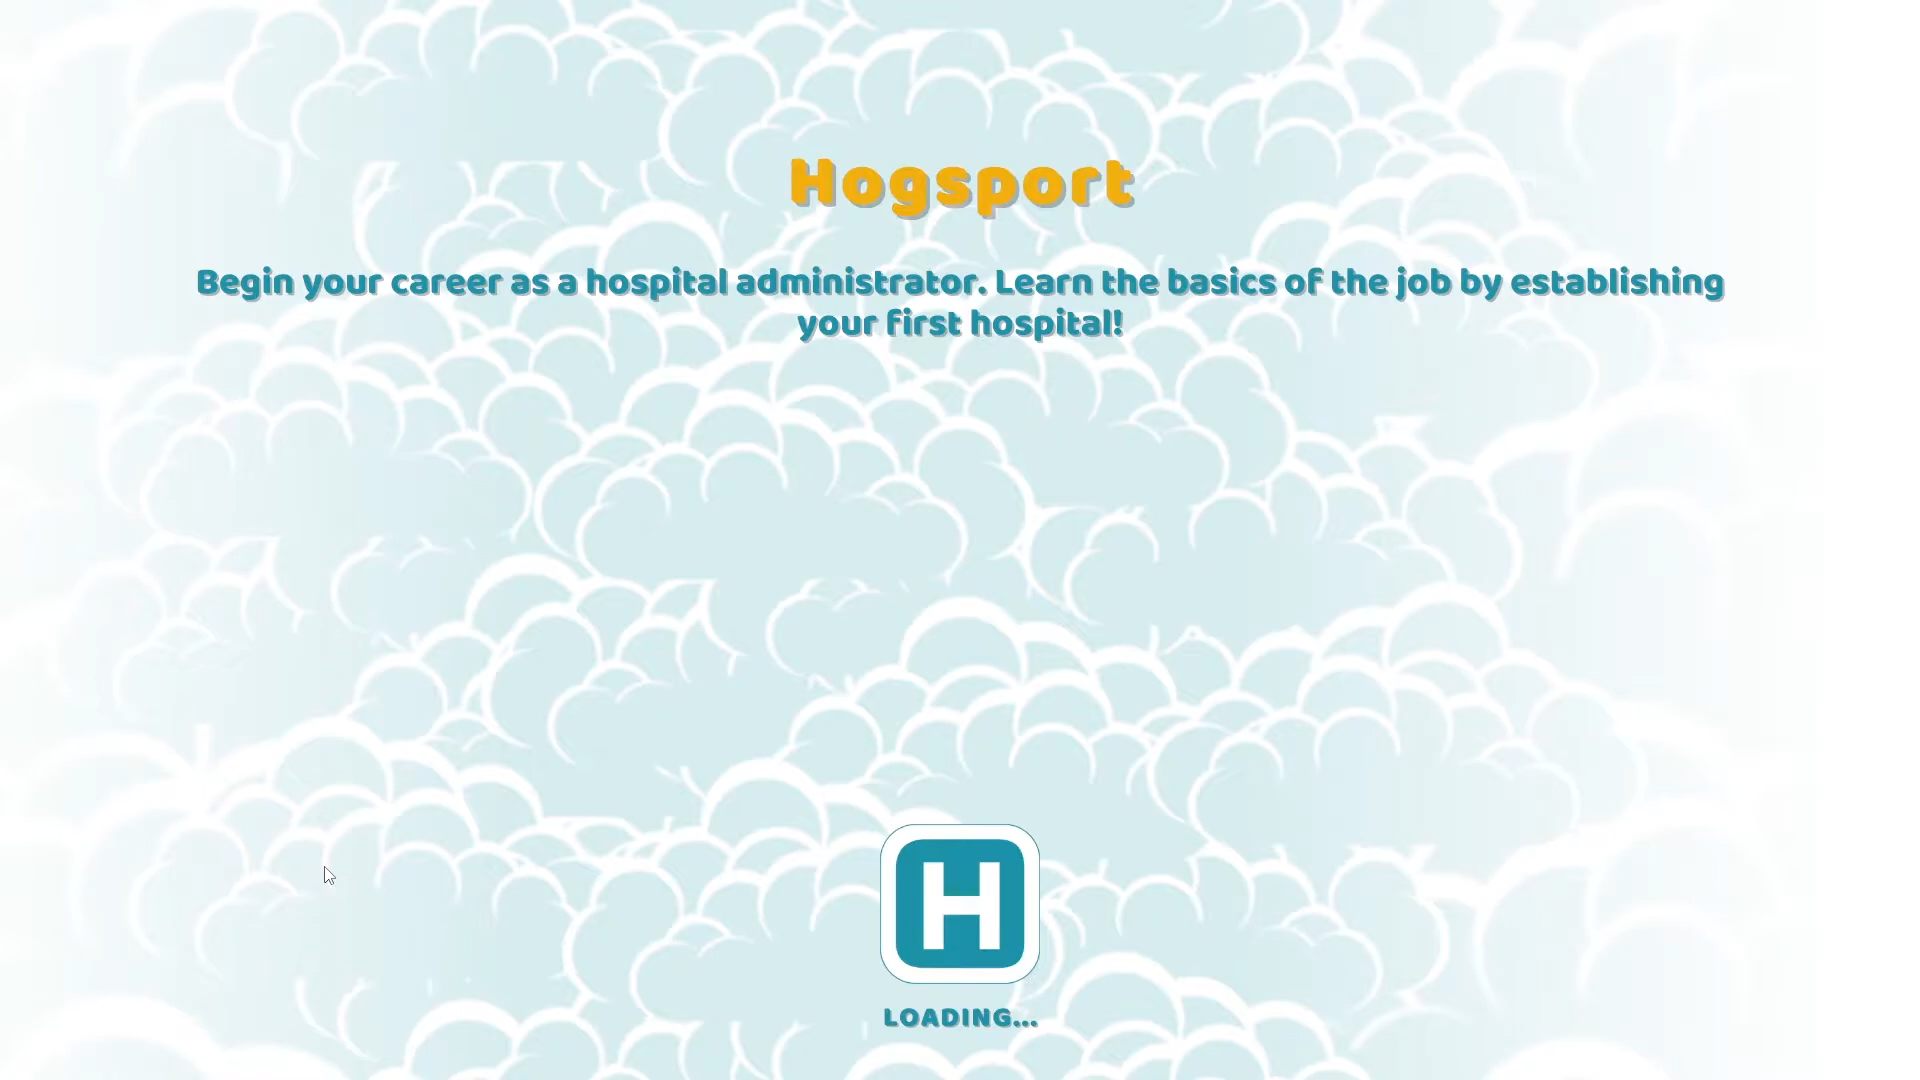 Hogsport
Begin your career as a hospital administrator. Learn the basics of the job by establishing
your first hospital!
H
LOADING...